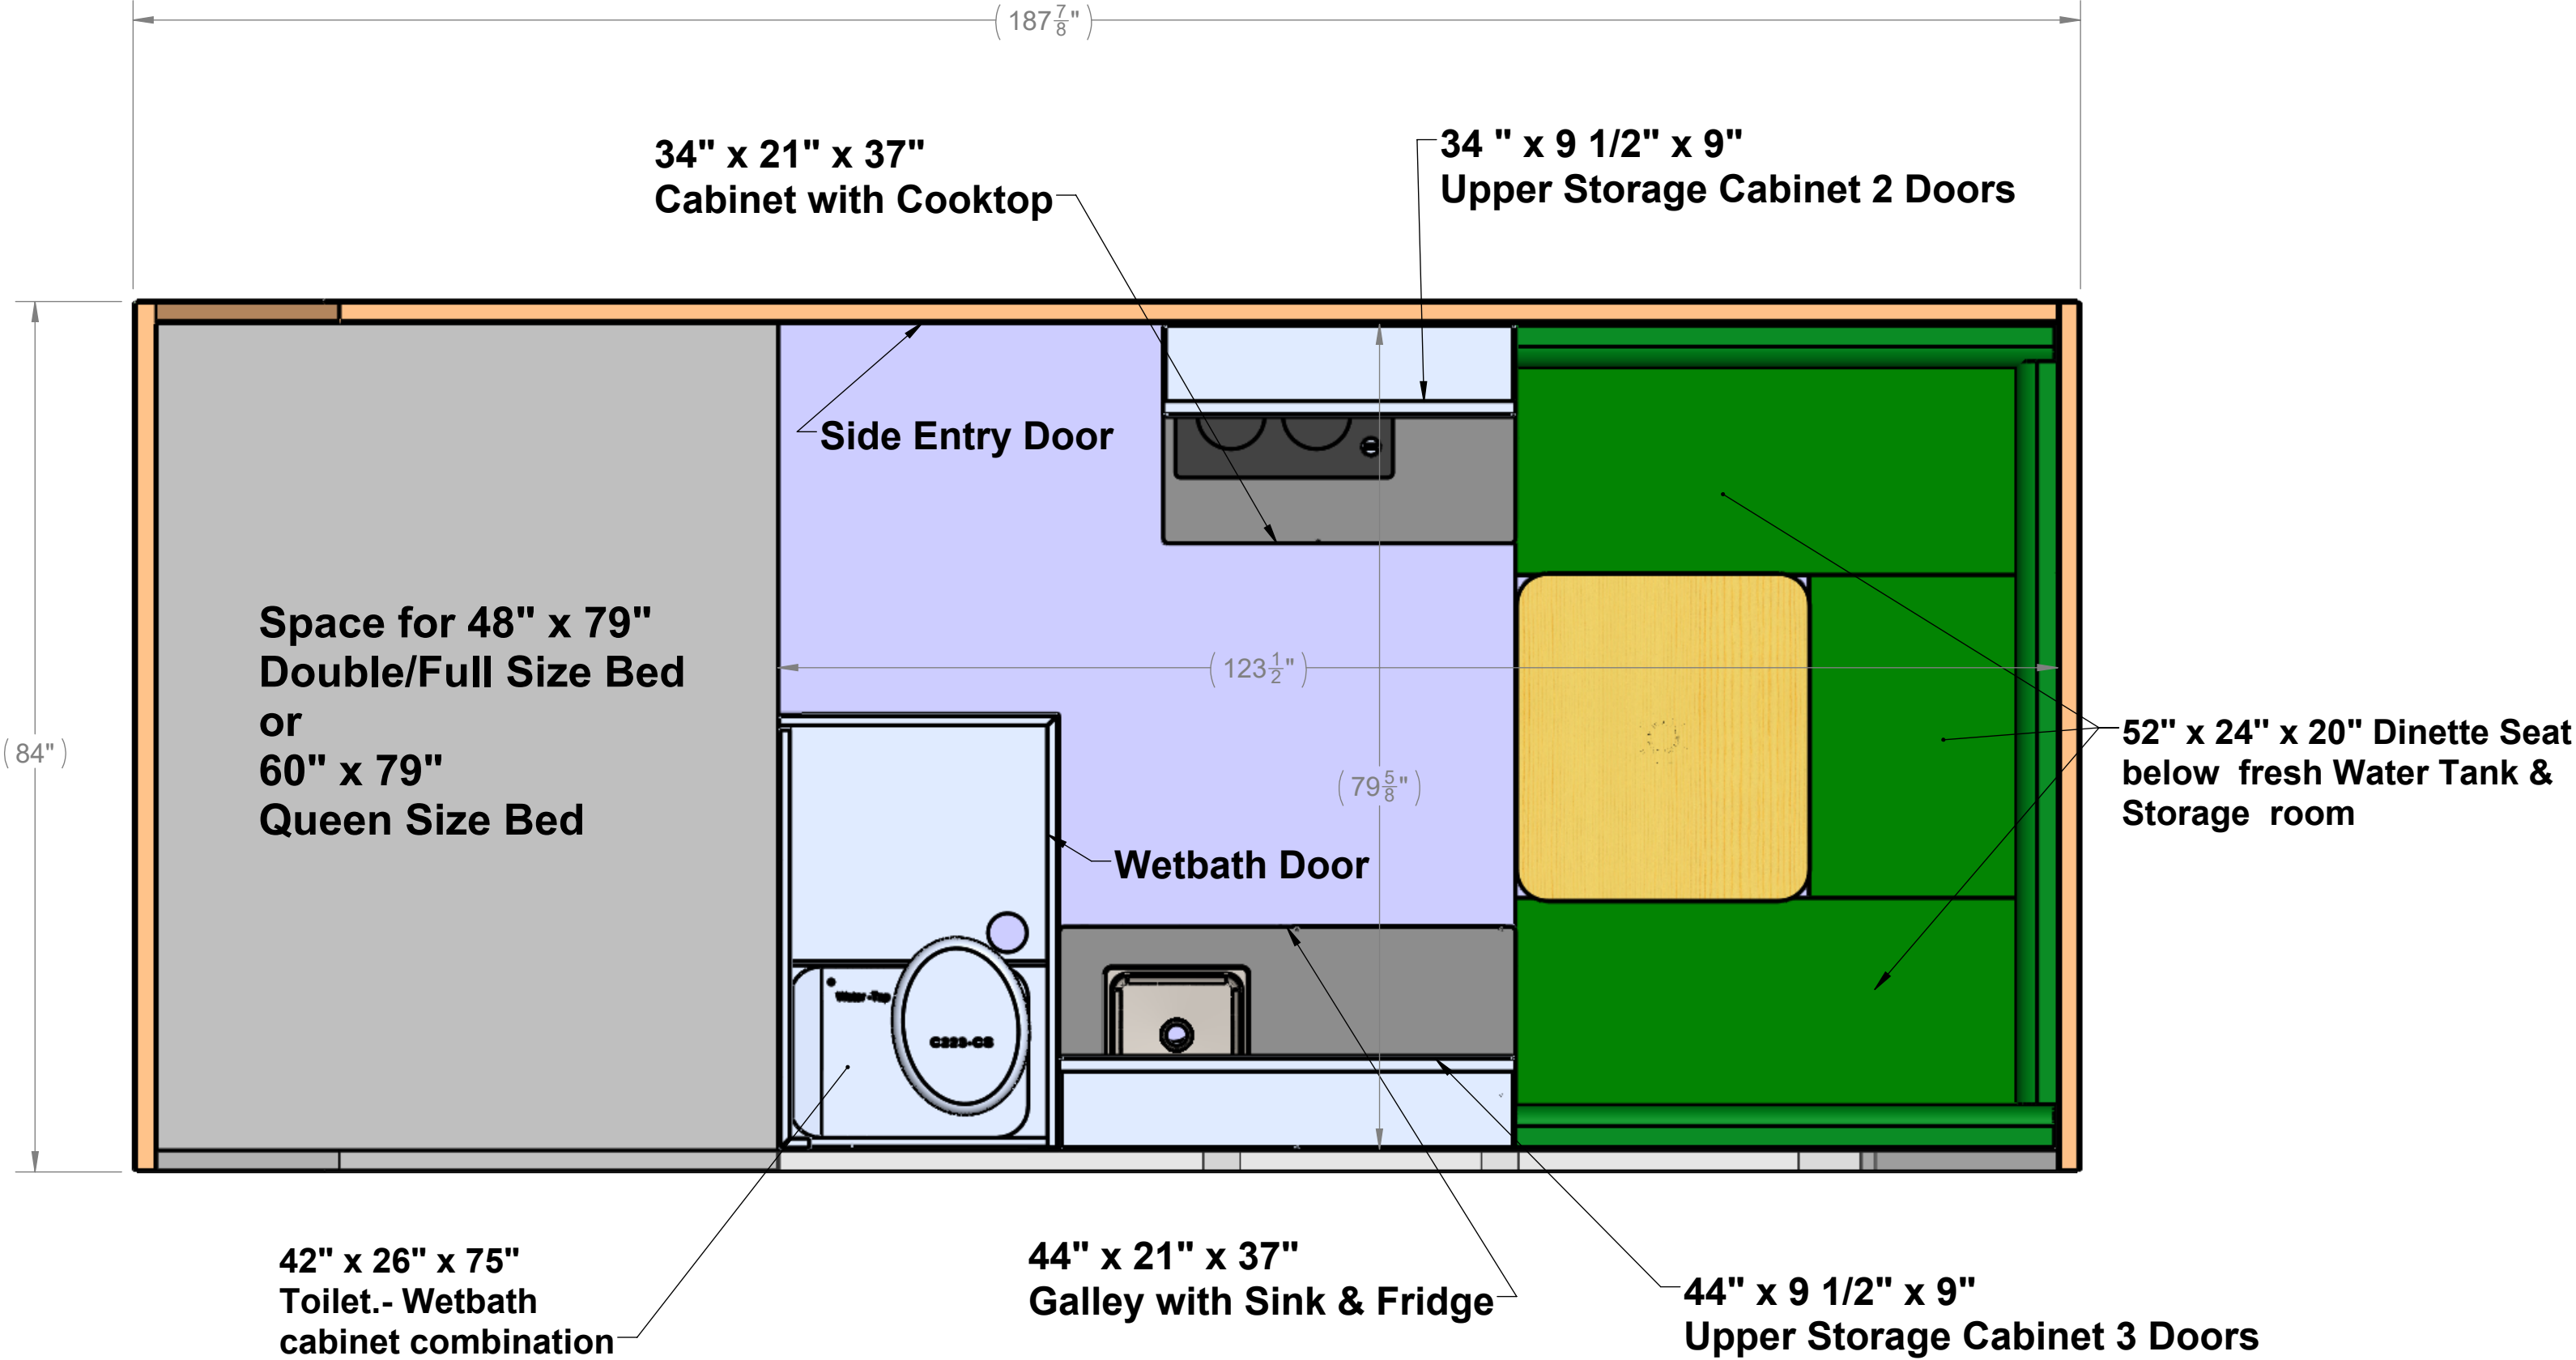 (187 7/8")
34" x 21" x 37"
Cabinet with Cooktop
34 " x 9 1/2" x 9"
Upper Storage Cabinet 2 Doors
Side Entry Door
Space for 48" x 79"
Double/Full Size Bed
or
60" x 79"
Queen Size Bed
(123 1/2")
(84")
(79 5/8")
52" x 24" x 20" Dinette Seat
below fresh Water Tank &
Storage room
Wetbath Door
Water -Tap
C223-CS
42" x 26" x 75"
Toilet.- Wetbath
cabinet combination
44" x 21" x 37"
Galley with Sink & Fridge
44" x 9 1/2" x 9"
Upper Storage Cabinet 3 Doors